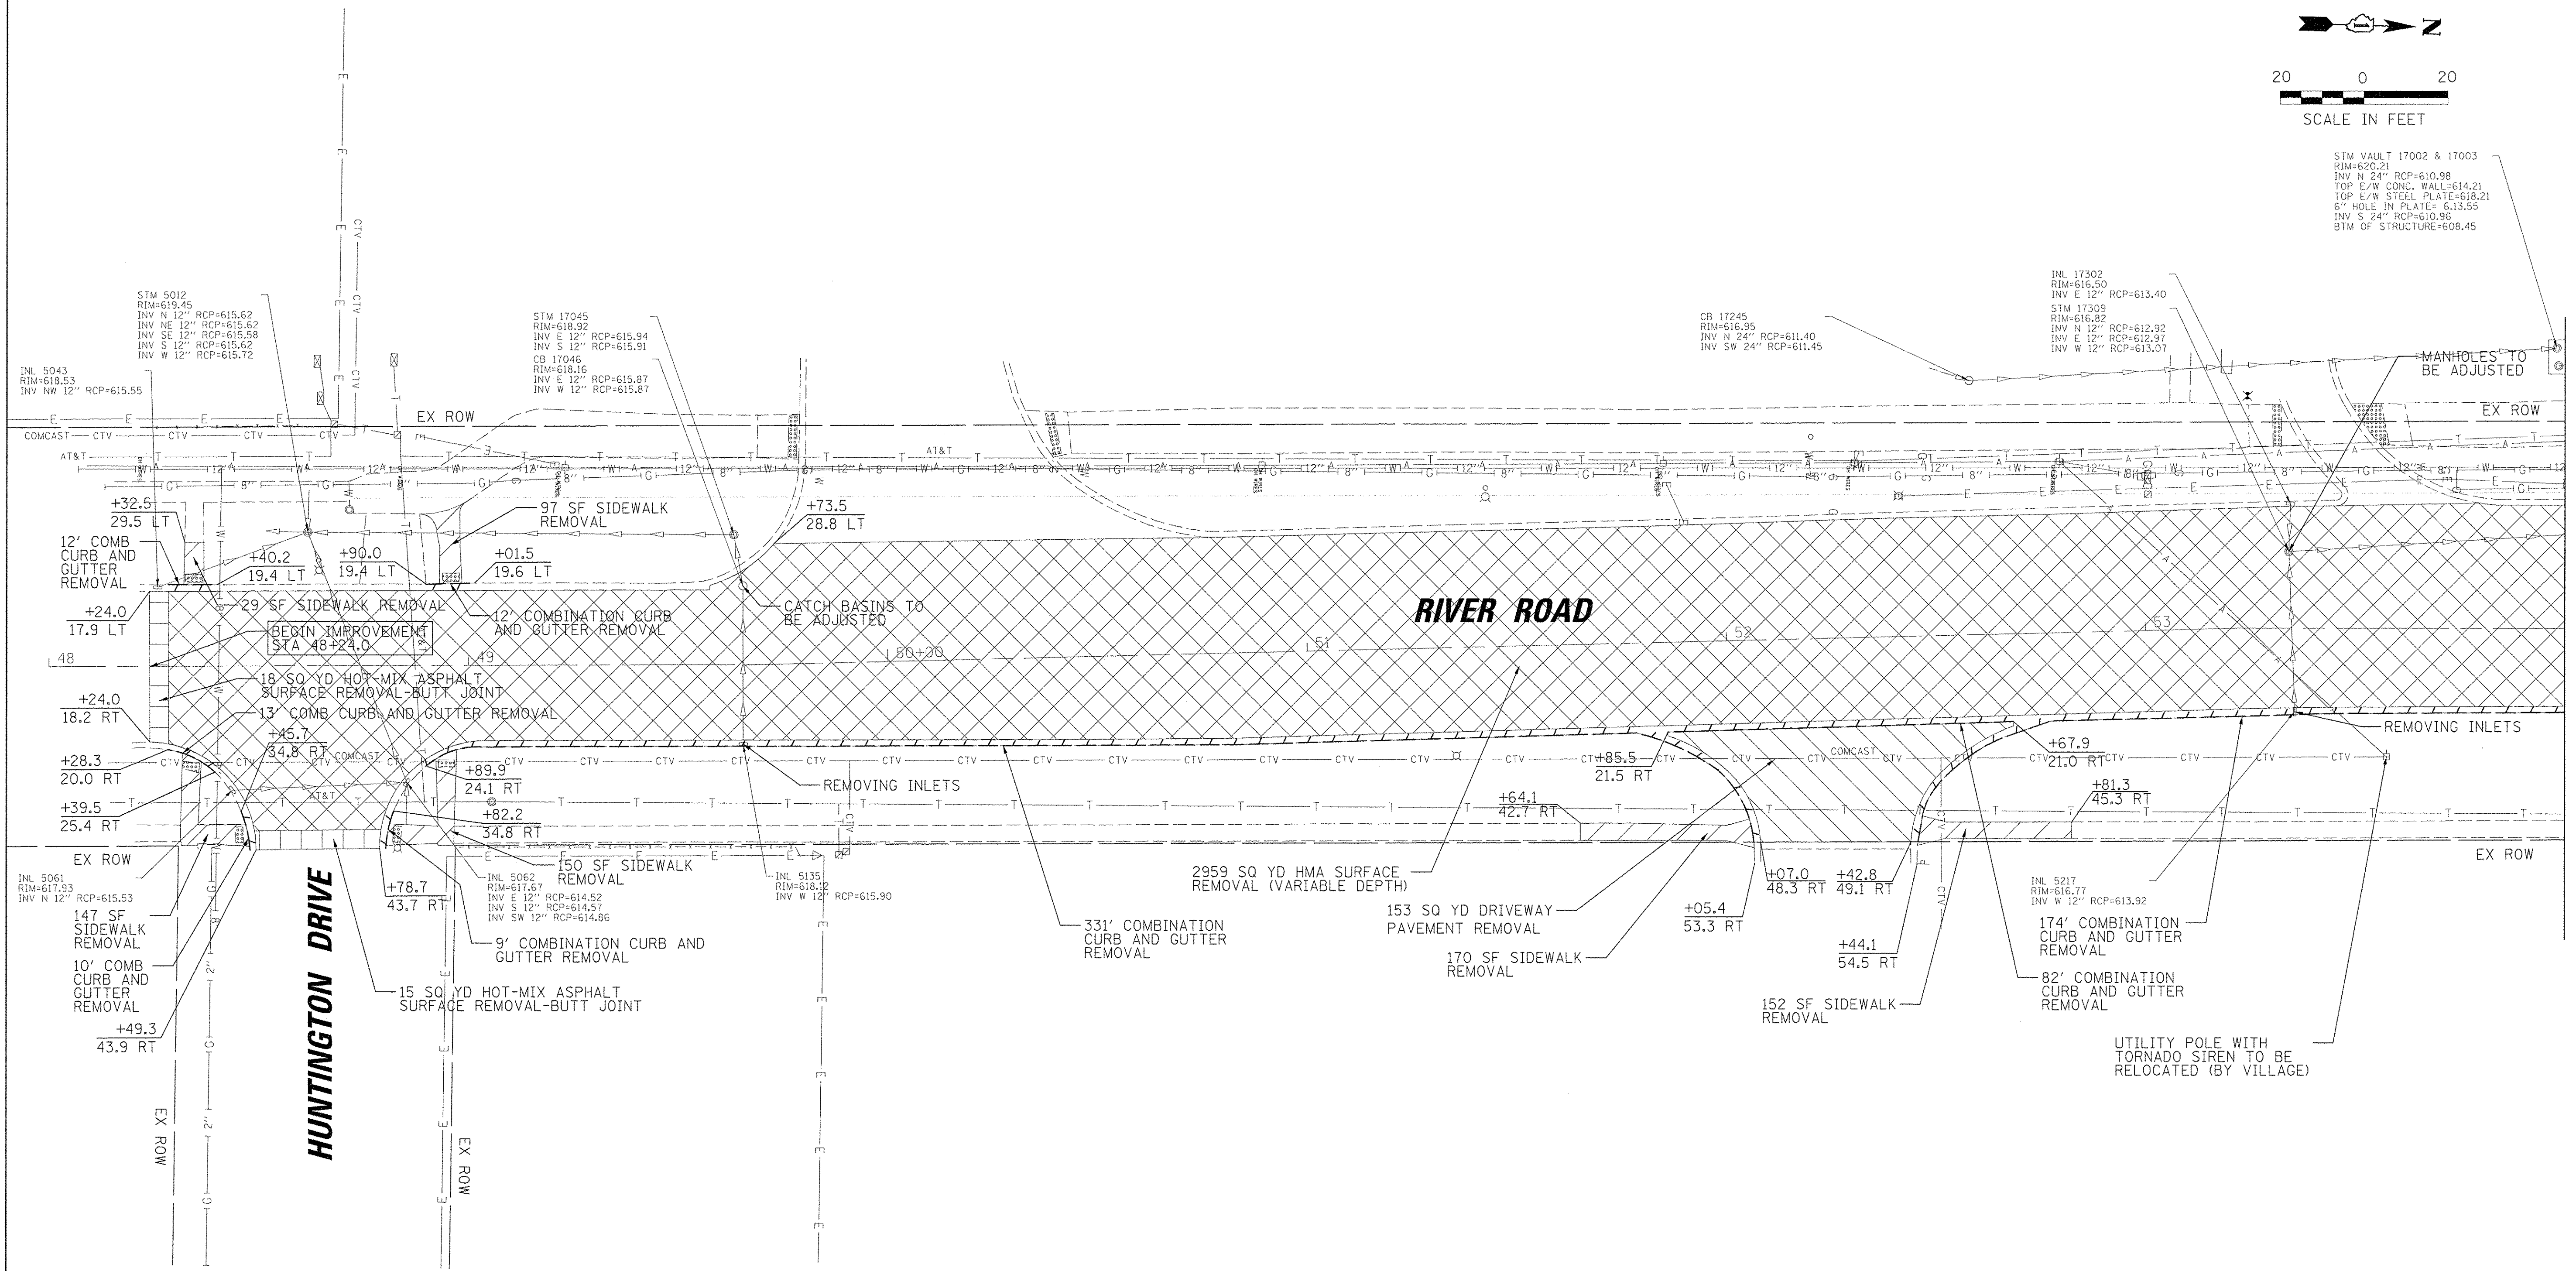 N
20 0 20
SCALE IN FEET
STM VAULT 17002 & 17003
RIM=620.21
INV N 24" RCP=610.98
TOP E/W CONC. WALL=614.21
TOP E/W STEEL PLATE=618.21
6" HOLE IN PLATE= 6.13.55
INV S 24" RCP=610.96
BTM OF STRUCTURE=608.45
INL 17302
RIM=616.50
INV E 12" RCP=613.40
STM 17309
RIM=616.82
INV N 12" RCP=612.92
INV E 12" RCP=612.97
INV W 12" RCP=613.07
MANHOLES TO
BE ADJUSTED
CB 17245
RIM=616.95
INV N 24" RCP=611.40
INV SW 24" RCP=611.45
STM 17045
RIM=618.92
INV E 12" RCP=615.94
INV S 12" RCP=615.91
CB 17046
RIM=618.16
INV E 12" RCP=615.87
INV W 12" RCP=615.87
STM 5012
RIM=619.45
INV N 12" RCP=615.62
INV NE 12" RCP=615.62
INV SE 12" RCP=615.58
INV S 12" RCP=615.62
INV W 12" RCP=615.72
INL 5043
RIM=618.53
INV NW 12" RCP=615.55
EX ROW
EX ROW
COMCAST
CTV
AT&T
AT&T
+32.5
29.5 LT
12' COMB
CURB AND
GUTTER
REMOVAL
+40.2
19.4 LT
+90.0
19.4 LT
+01.5
19.6 LT
97 SF SIDEWALK
REMOVAL
+73.5
28.8 LT
+24.0
17.9 LT
29 SF SIDEWALK REMOVAL
12' COMBINATION CURB
AND GUTTER REMOVAL
CATCH BASINS TO
BE ADJUSTED
RIVER ROAD
BEGIN IMPROVEMENT
STA 48+24.0
48
49
50+00
51
52
53
18 SQ YD HOT-MIX ASPHALT
SURFACE REMOVAL-BUTT JOINT
+24.0
18.2 RT
13' COMB CURB AND GUTTER REMOVAL
+45.7
34.8 RT
COMCAST
AT&T
+28.3
20.0 RT
+39.5
25.4 RT
+89.9
24.1 RT
+82.2
34.8 RT
REMOVING INLETS
REMOVING INLETS
COMCAST
+85.5
21.5 RT
+67.9
21.0 RT
+64.1
42.7 RT
+81.3
45.3 RT
EX ROW
EX ROW
INL 5061
RIM=617.93
INV N 12" RCP=615.53
147 SF
SIDEWALK
REMOVAL
10' COMB
CURB AND
GUTTER
REMOVAL
+49.3
43.9 RT
+78.7
43.7 RT
150 SF SIDEWALK
REMOVAL
INL 5062
RIM=617.67
INV E 12" RCP=614.52
INV S 12" RCP=614.57
INV SW 12" RCP=614.86
9' COMBINATION CURB AND
GUTTER REMOVAL
15 SQ YD HOT-MIX ASPHALT
SURFACE REMOVAL-BUTT JOINT
INL 5135
RIM=618.12
INV W 12" RCP=615.90
331' COMBINATION
CURB AND GUTTER
REMOVAL
2959 SQ YD HMA SURFACE
REMOVAL (VARIABLE DEPTH)
153 SQ YD DRIVEWAY
PAVEMENT REMOVAL
170 SF SIDEWALK
REMOVAL
+05.4
53.3 RT
+07.0
48.3 RT
+42.8
49.1 RT
+44.1
54.5 RT
152 SF SIDEWALK
REMOVAL
INL 5217
RIM=616.77
INV W 12" RCP=613.92
174' COMBINATION
CURB AND GUTTER
REMOVAL
82' COMBINATION
CURB AND GUTTER
REMOVAL
UTILITY POLE WITH
TORNADO SIREN TO BE
RELOCATED (BY VILLAGE)
HUNTINGTON DRIVE
EX ROW
EX ROW